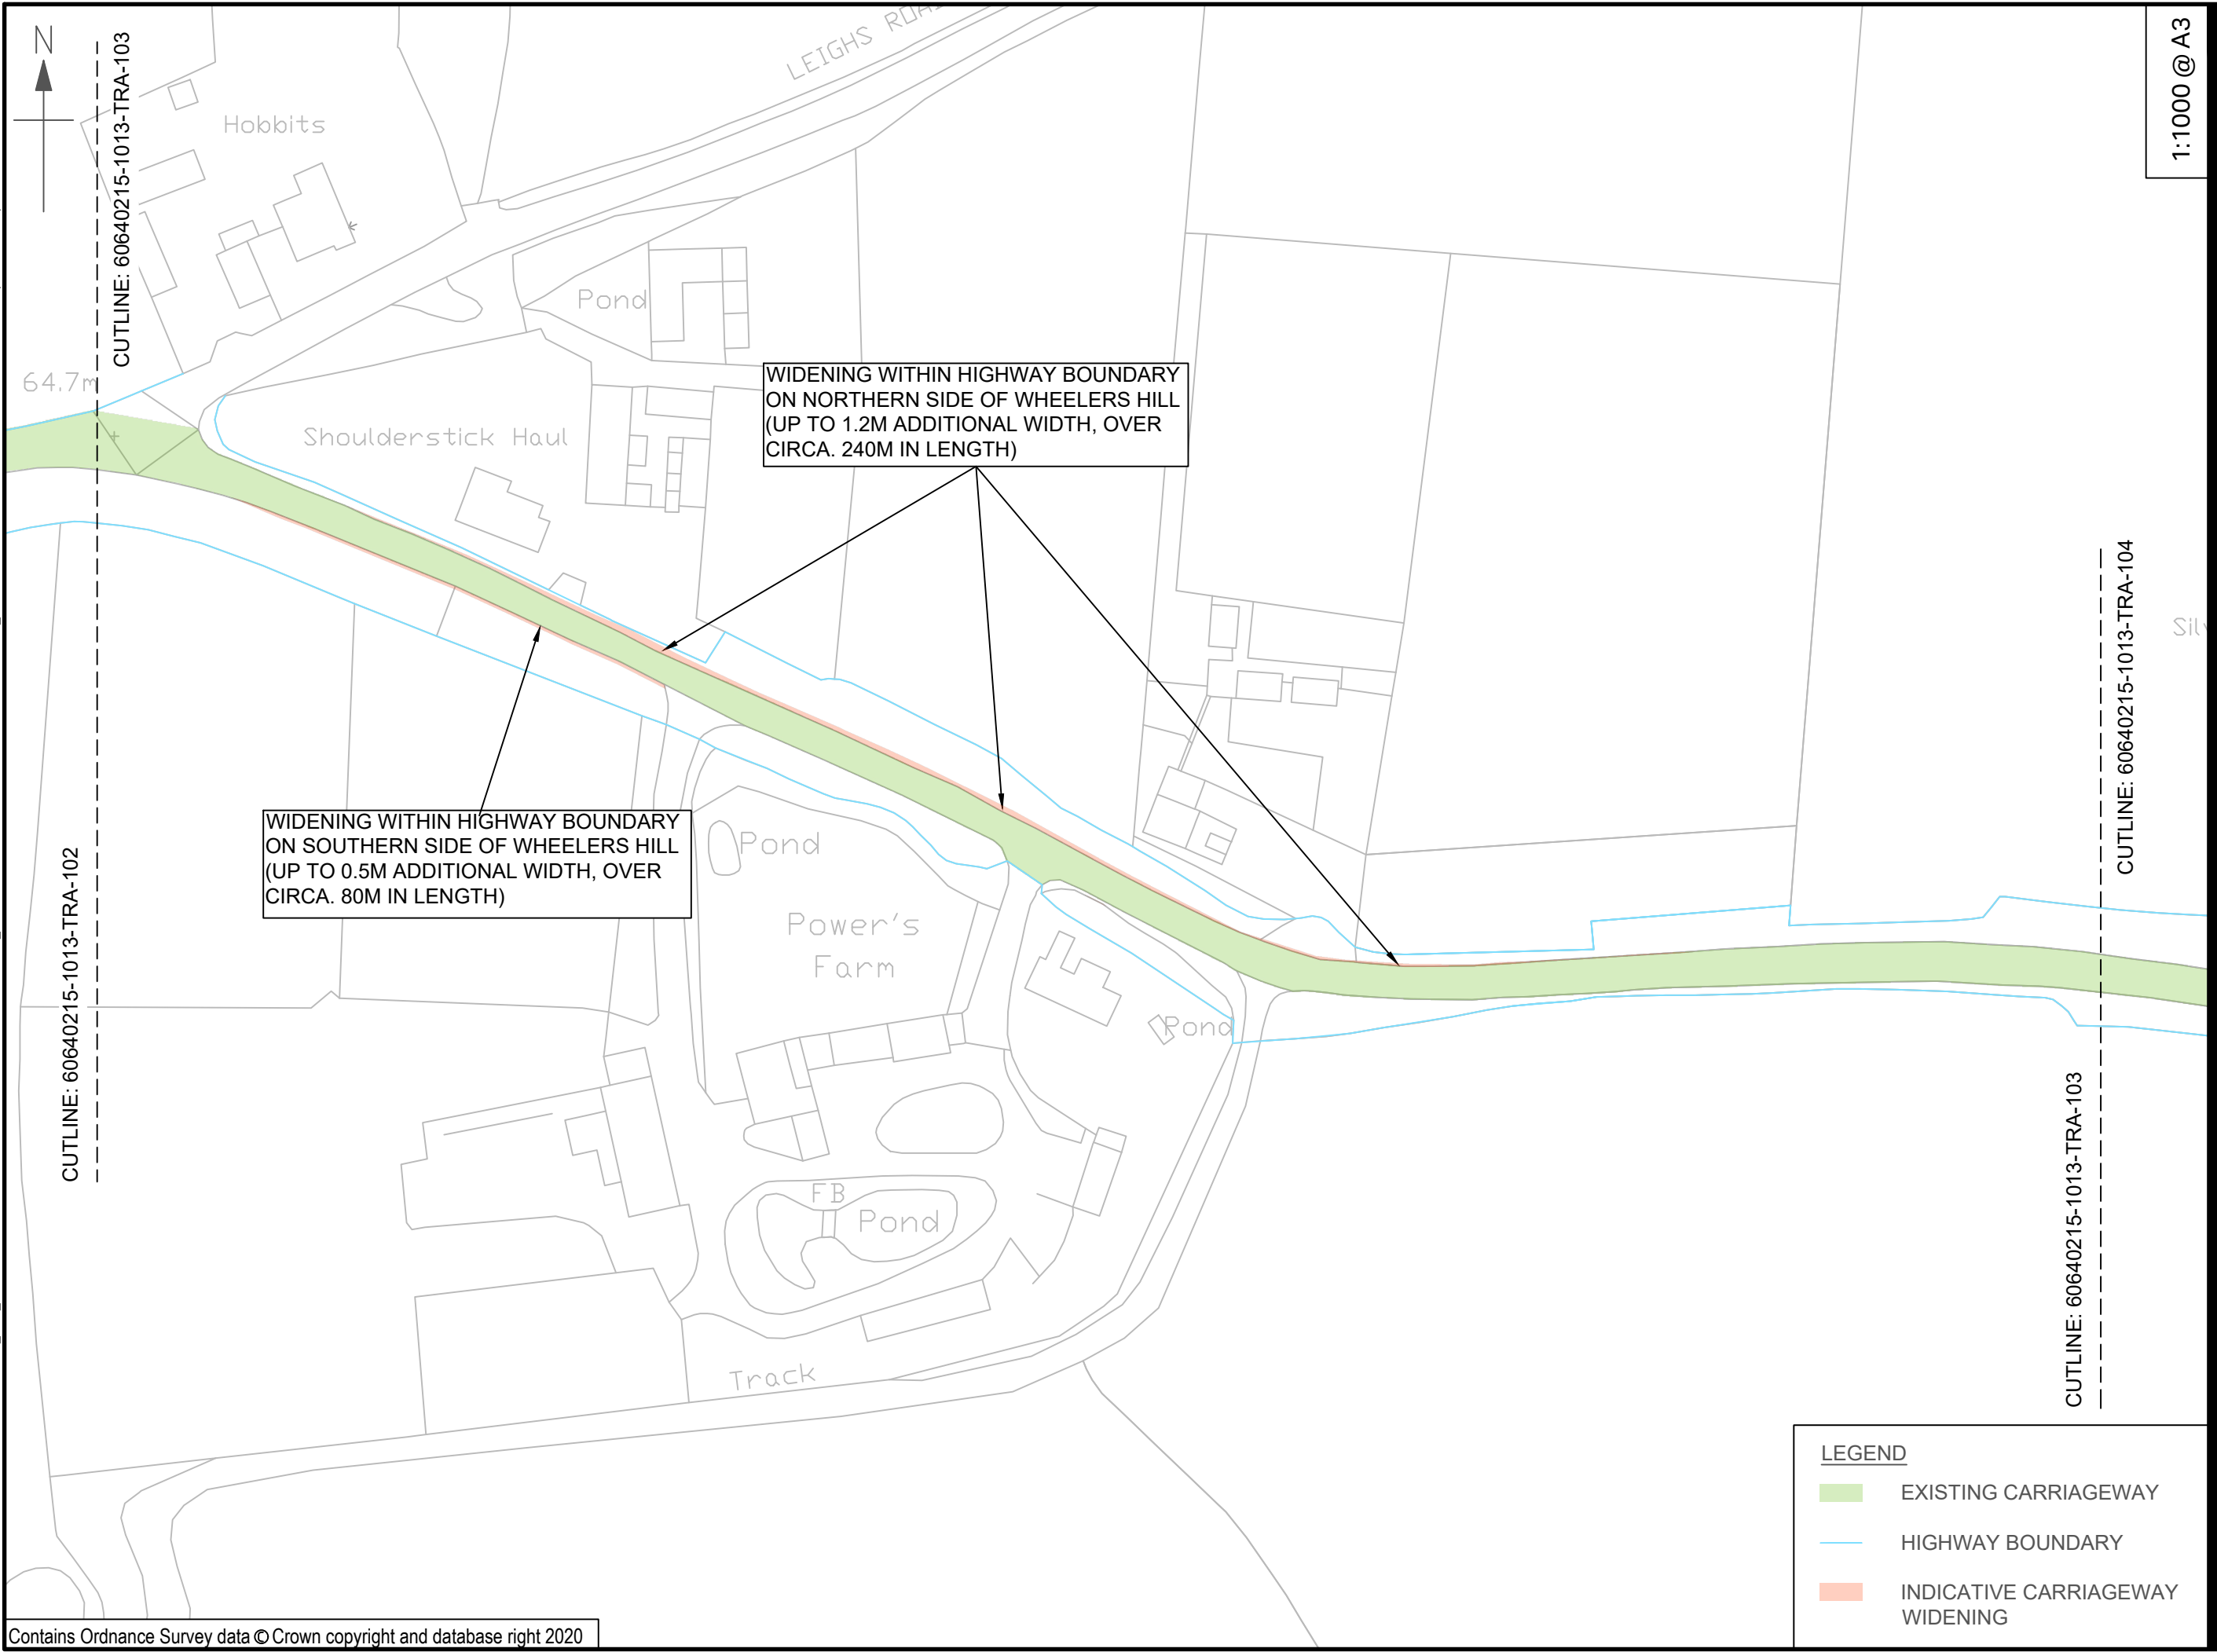 N
CUTLINE: 60640215-1013-TRA-103
LEIGHS
1:1000 @ A3
Hobbits
Pond
64.7m
Shoulderstick Haul
WIDENING WITHIN HIGHWAY BOUNDARY
ON NORTHERN SIDE OF WHEELERS HILL
(UP TO 1.2M ADDITIONAL WIDTH, OVER
CIRCA. 240M IN LENGTH)
CUTLINE: 60640215-1013-TRA-104
WIDENING WITHIN HIGHWAY BOUNDARY
ON SOUTHERN SIDE OF WHEELERS HILL
(UP TO 0.5M ADDITIONAL WIDTH, OVER
CIRCA. 80M IN LENGTH)
CUTLINE: 60640215-1013-TRA-102
Pond
Power's
Farm
Pond
FB
Pond
CUTLINE: 60640215-1013-TRA-103
Track
LEGEND
EXISTING CARRIAGEWAY
HIGHWAY BOUNDARY
INDICATIVE CARRIAGEWAY
WIDENING
Contains Ordnance Survey data © Crown copyright and database right 2020